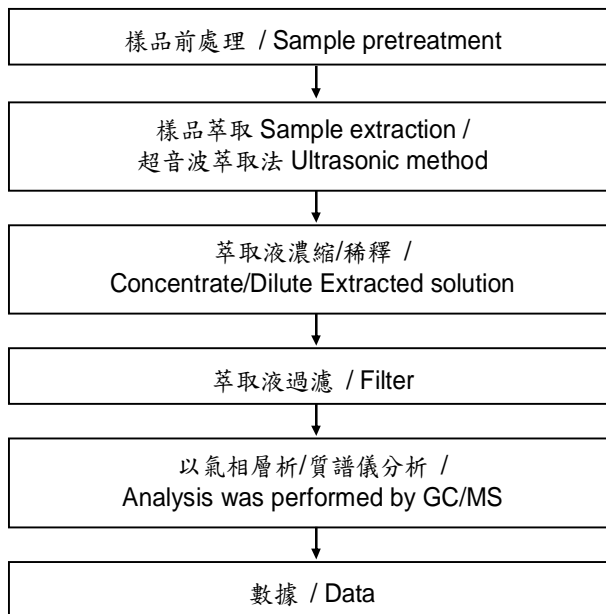 樣品前處理 / Sample pretreatment
樣品萃取 Sample extraction /
超音波萃取法 Ultrasonic method
萃取液濃縮/稀釋 /
Concentrate/Dilute Extracted solution
萃取液過濾 / Filter
以氣相層析/質譜儀分析 /
Analysis was performed by GC/MS
數據 / Data